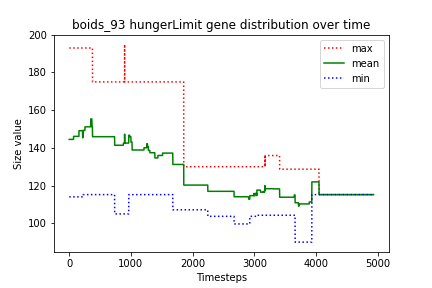 boids_93 hungerLimit gene distribution over time
max
mean
min
Size value
200
180
160
140
120
100
0
1000
2000
3000
4000
5000
Timesteps